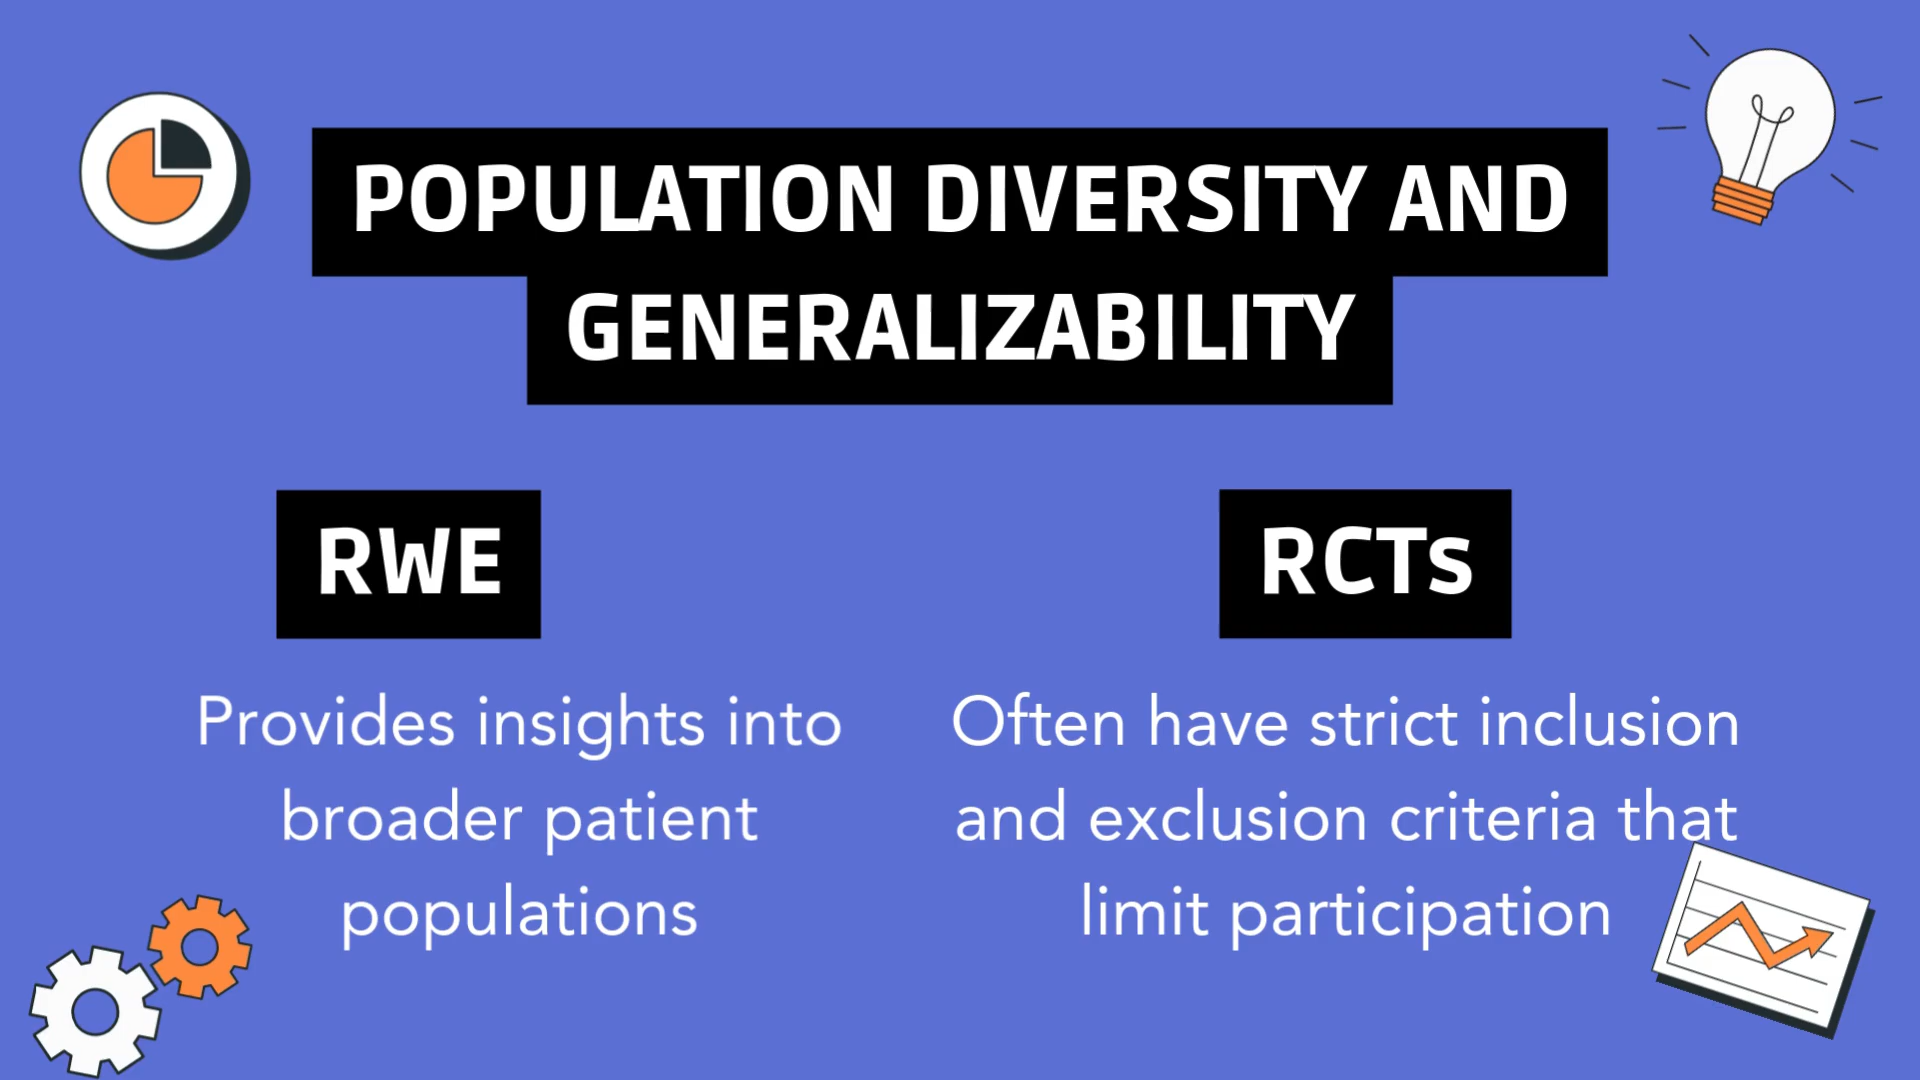 POPULATION DIVERSITY AND
GENERALIZABILITY
RWE
Provides insights into
broader patient
populations
RCTs
Often have strict inclusion
and exclusion criteria that
limit participation